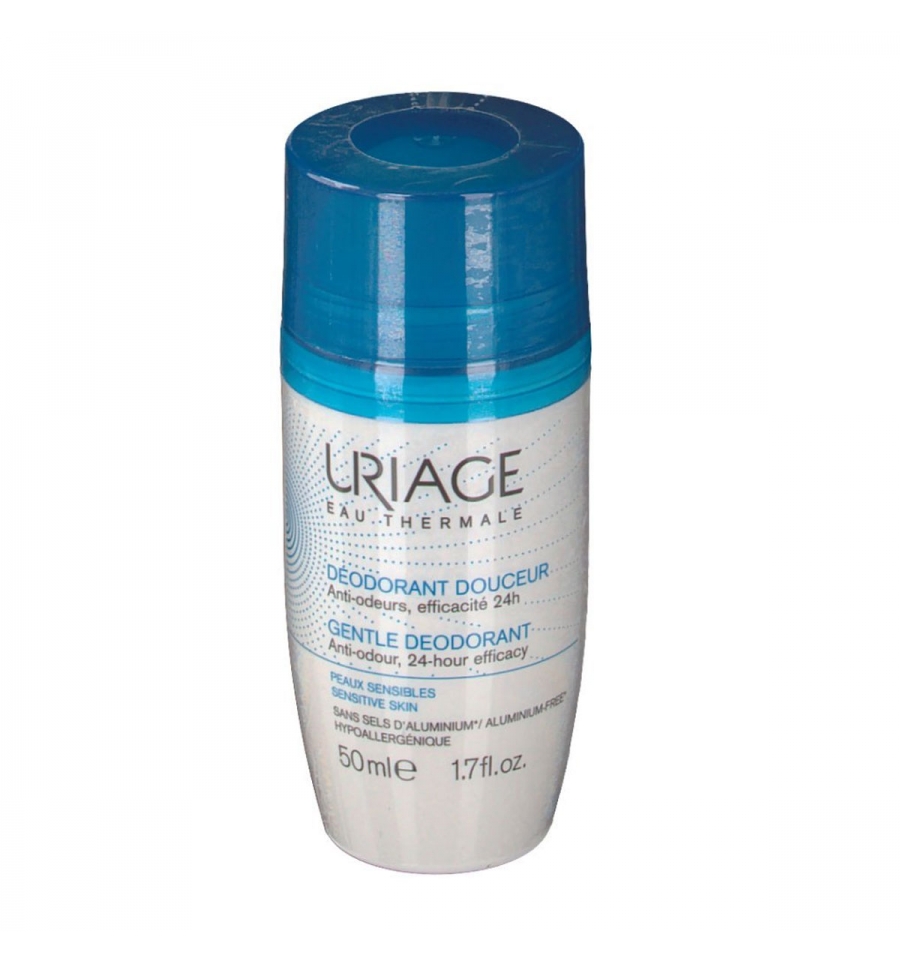 URIAGE
EAU THERMALE
DÉODORANT DOUCEUR
Anti-odeurs, efficacité 24h
GENTLE DEODORANT
Anti-odour, 24-hour efficacy
PEAUX SENSIBLES
SENSITIVE SKIN
SANS SELS D'ALUMINIUM*/ ALUMINIUM-FREE*
HYPOALLERGÉNIQUE
50ml℮ 1.7fl.oz.